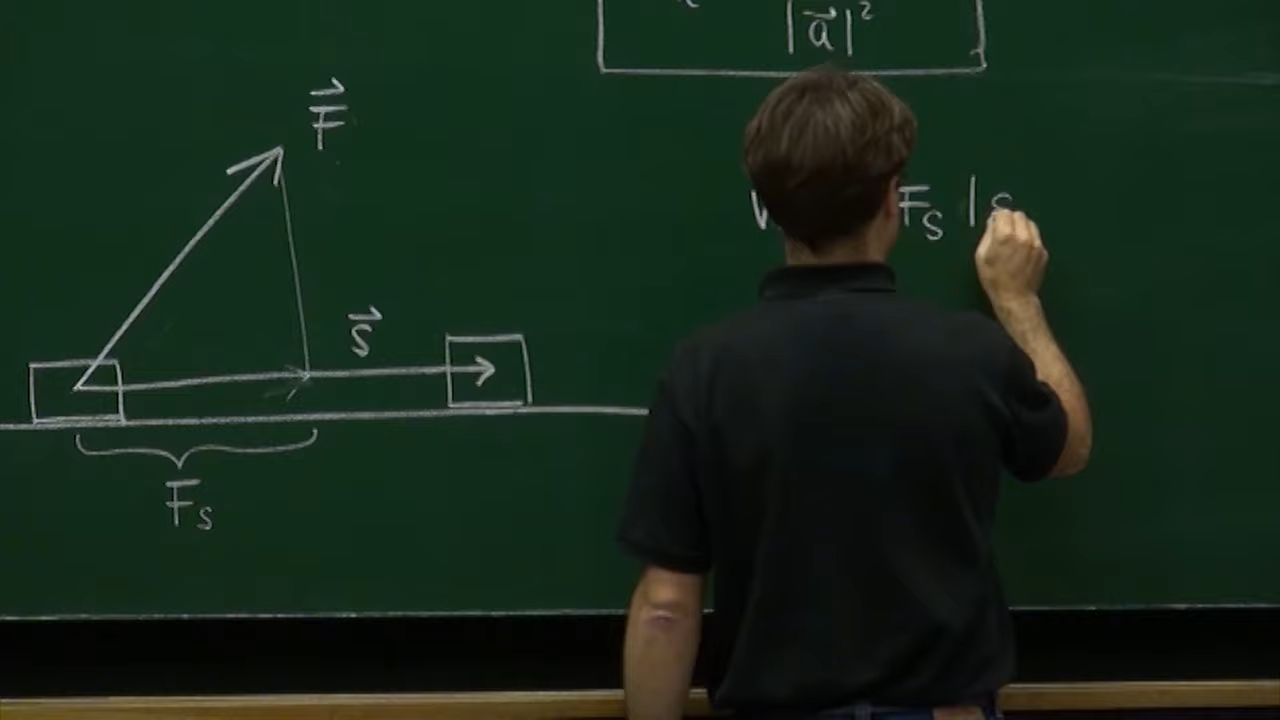 |a⃗|²
F⃗
F_s |s
s⃗
F_s